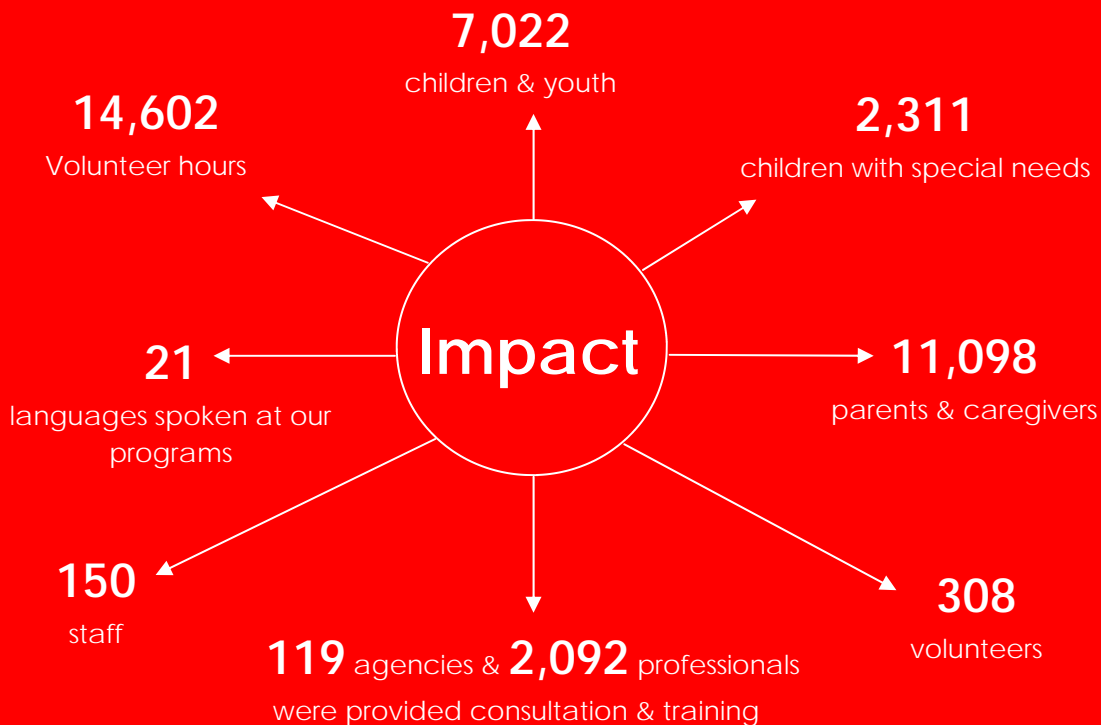 7,022
children & youth
14,602
Volunteer hours
2,311
children with special needs
Impact
21
languages spoken at our
programs
11,098
parents & caregivers
150
staff
308
volunteers
119 agencies & 2,092 professionals
were provided consultation & training